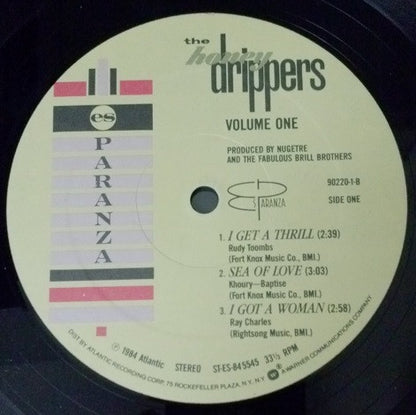 the
honey
drippers
VOLUME ONE
PRODUCED BY NUGETRE
AND THE FABULOUS BRILL BROTHERS
es
PARANZA
90220-1-B
SIDE ONE
ES PARANZA
1. I GET A THRILL (2:39)
Rudy Toombs
(Fort Knox Music Co., BMI.)
2. SEA OF LOVE (3:03)
Khoury—Baptise
(Fort Knox Music Co., BMI.)
3. I GOT A WOMAN (2:58)
Ray Charles
(Rightsong Music, BMI.)
℗ 1984 Atlantic STEREO ST-ES-845545 33⅓ RPM
DIST BY ATLANTIC RECORDING CORP. 75 ROCKEFELLER PLAZA, N.Y., N.Y. A WARNER COMMUNICATIONS COMPANY